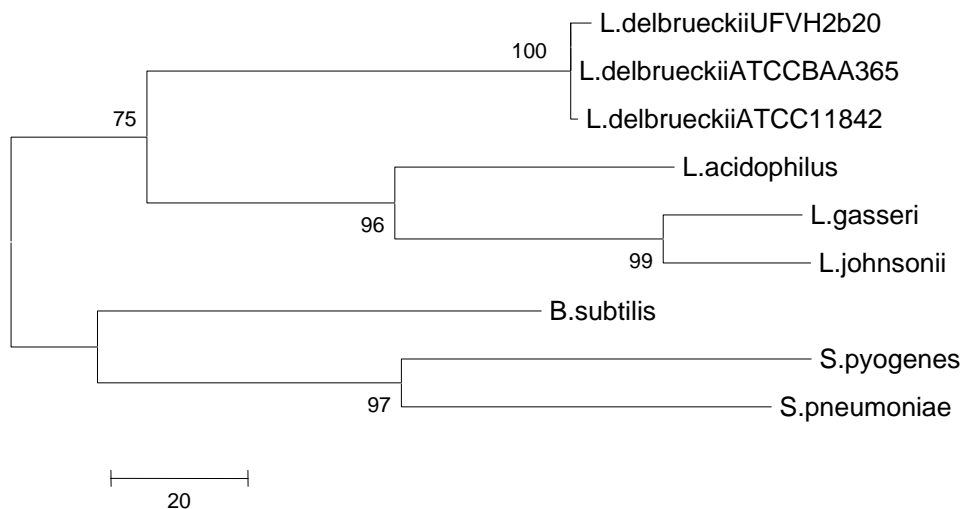 L.delbrueckiiUFVH2b20
100
L.delbrueckiiATCCBAA365
75
L.delbrueckiiATCC11842
L.acidophilus
96
L.gasseri
99
L.johnsonii
B.subtilis
S.pyogenes
97
S.pneumoniae
20